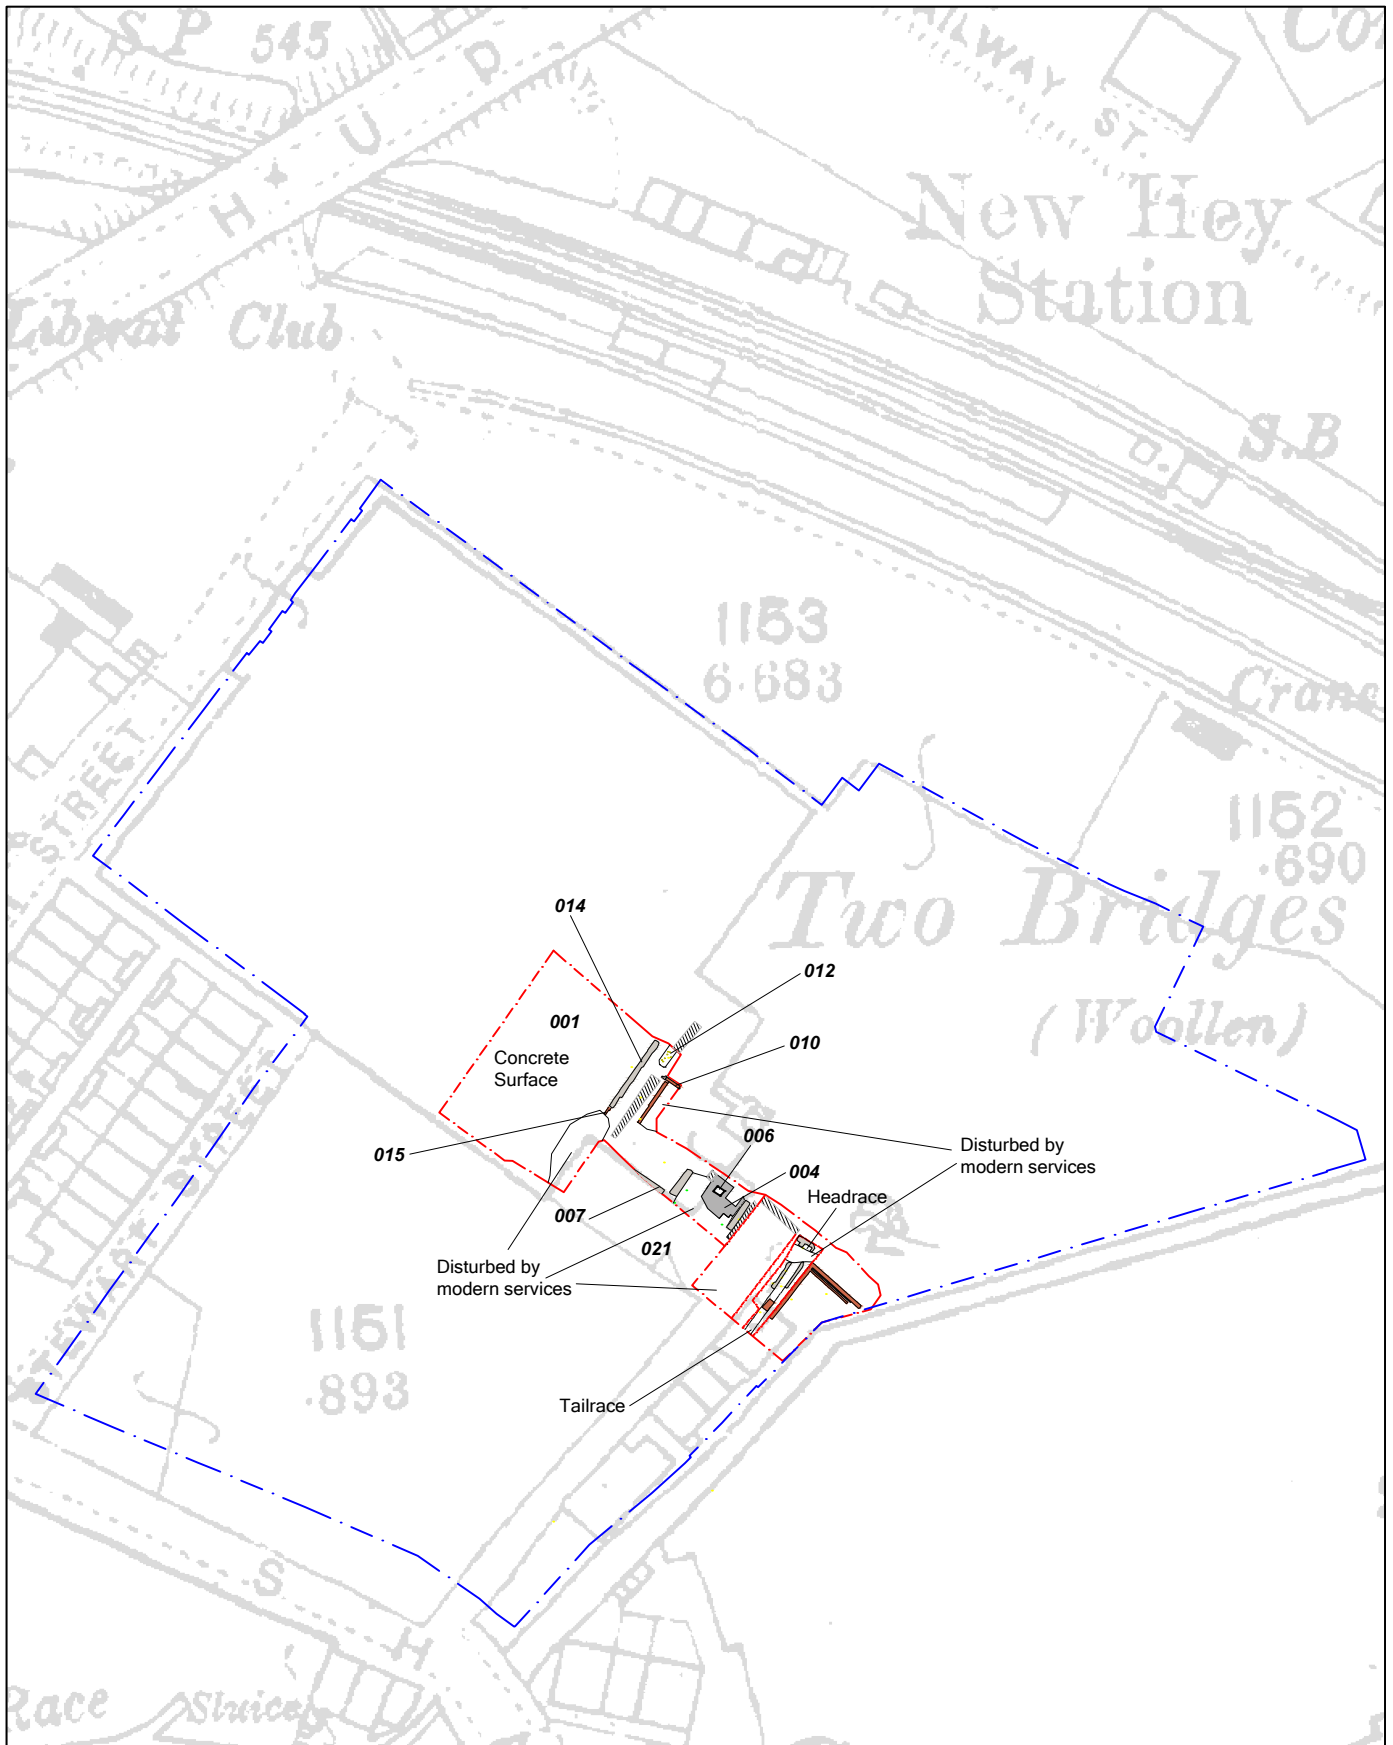 S P 545
HUD
RAILWAY
ST.
New Hey
Station
Liberal Club
S.B
1153
6.683
Crane
1152
.690
STREET
Two Bridges
(Woollen)
014
012
001
Concrete
Surface
010
015
006
004
Disturbed by
modern services
Headrace
007
021
Disturbed by
modern services
1151
.893
Tailrace
S
H
Race
Sluice